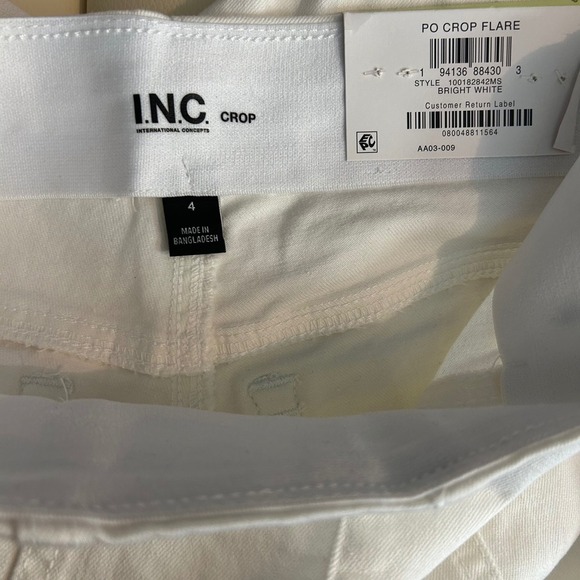 PO CROP FLARE
1 94136 88430 3
STYLE 100182842MS
BRIGHT WHITE
Customer Return Label
080048811564
AA03-009
I.N.C. CROP
INTERNATIONAL CONCEPTS
4
MADE IN
BANGLADESH